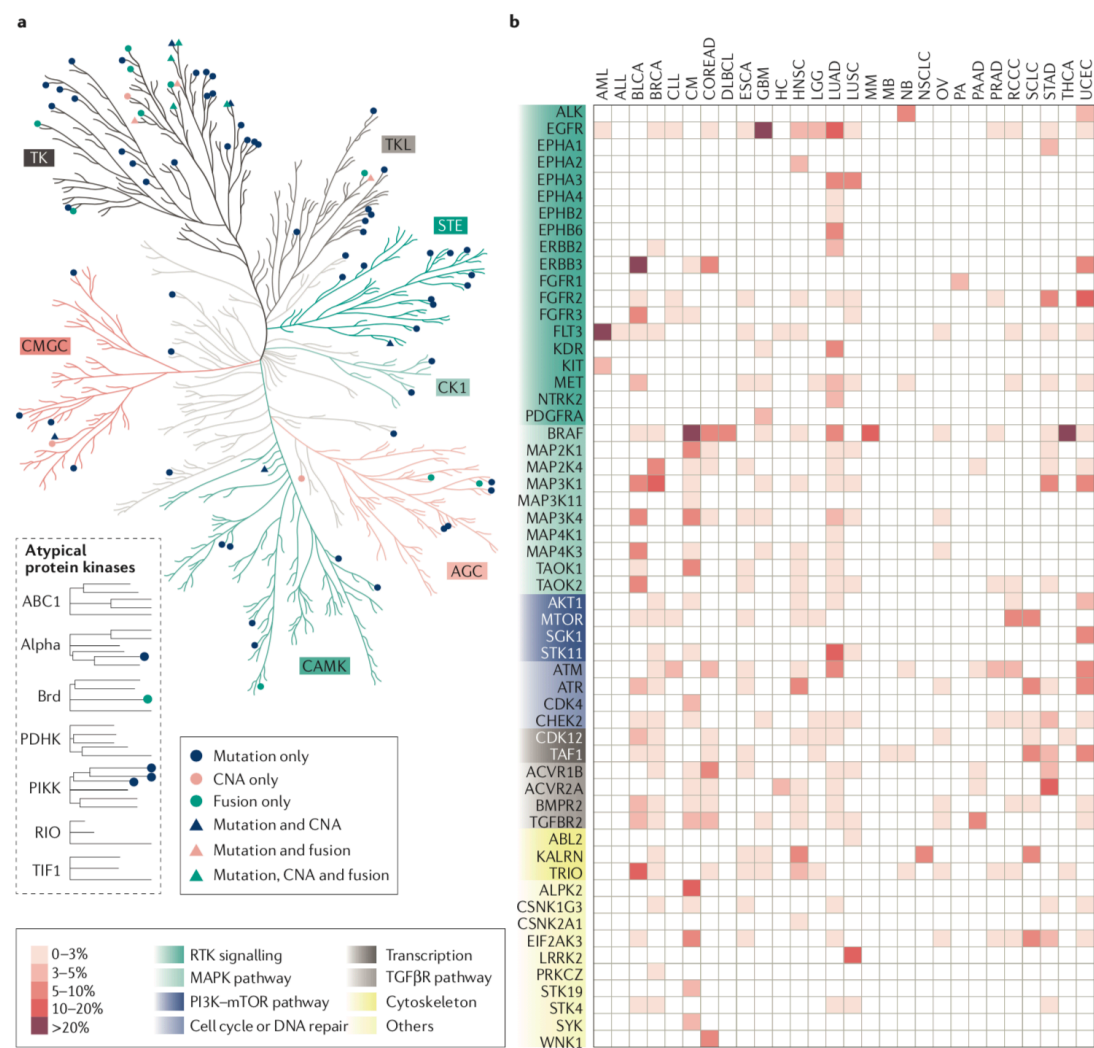 a
TK
TKL
STE
CMGC
CK1
AGC
CAMK
Atypical
protein kinases
ABC1
Alpha
Brd
PDHK
PIKK
RIO
TIF1
Mutation only
CNA only
Fusion only
Mutation and CNA
Mutation and fusion
Mutation, CNA and fusion
0–3%
3–5%
5–10%
10–20%
>20%
RTK signalling
MAPK pathway
PI3K–mTOR pathway
Cell cycle or DNA repair
Transcription
TGFβR pathway
Cytoskeleton
Others
b
AML
ALL
BLCA
BRCA
CLL
CM
COREAD
DLBCL
ESCA
GBM
HC
HNSC
LGG
LUAD
LUSC
MM
MB
NB
NSCLC
OV
PA
PAAD
PRAD
RCCC
SCLC
STAD
THCA
UCEC
ALK
EGFR
EPHA1
EPHA2
EPHA3
EPHA4
EPHB2
EPHB6
ERBB2
ERBB3
FGFR1
FGFR2
FGFR3
FLT3
KDR
KIT
MET
NTRK2
PDGFRA
BRAF
MAP2K1
MAP2K4
MAP3K1
MAP3K11
MAP3K4
MAP4K1
MAP4K3
TAOK1
TAOK2
AKT1
MTOR
SGK1
STK11
ATM
ATR
CDK4
CHEK2
CDK12
TAF1
ACVR1B
ACVR2A
BMPR2
TGFBR2
ABL2
KALRN
TRIO
ALPK2
CSNK1G3
CSNK2A1
EIF2AK3
LRRK2
PRKCZ
STK19
STK4
SYK
WNK1